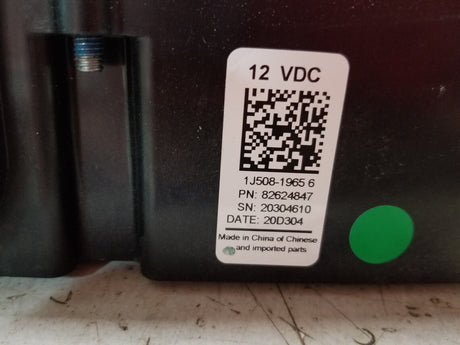 12 VDC
1J508-1965 6
PN: 82624847
SN: 20304610
DATE: 20D304
Made in China of Chinese
and imported parts